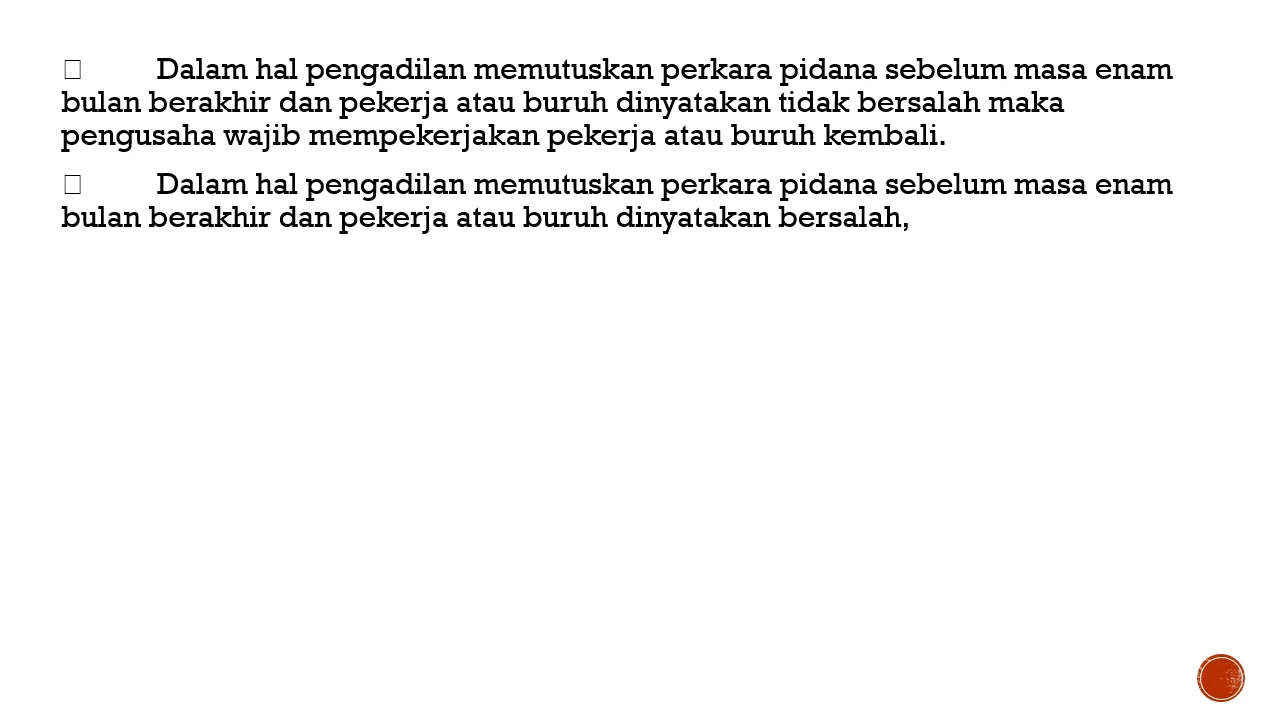 □ Dalam hal pengadilan memutuskan perkara pidana sebelum masa enam
bulan berakhir dan pekerja atau buruh dinyatakan tidak bersalah maka
pengusaha wajib mempekerjakan pekerja atau buruh kembali.
□ Dalam hal pengadilan memutuskan perkara pidana sebelum masa enam
bulan berakhir dan pekerja atau buruh dinyatakan bersalah,